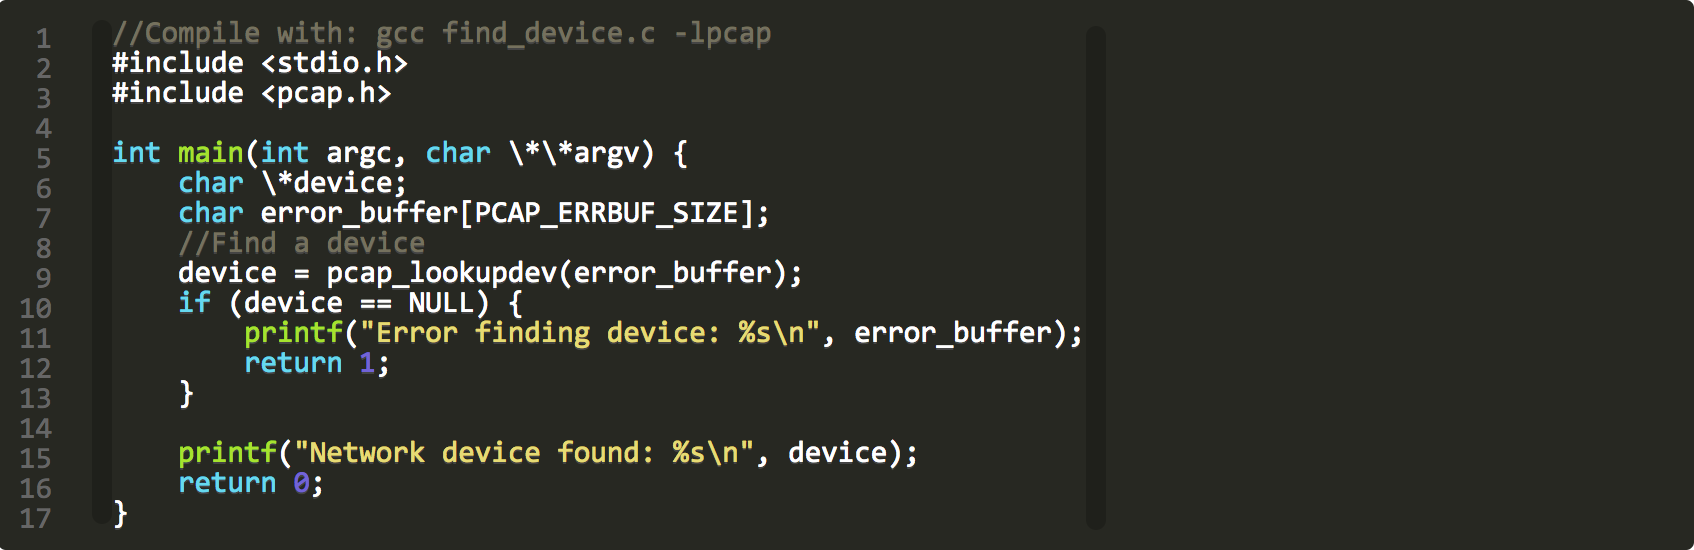 1 //Compile with: gcc find_device.c -lpcap
2 #include <stdio.h>
3 #include <pcap.h>
4
5 int main(int argc, char \*\*argv) {
6     char \*device;
7     char error_buffer[PCAP_ERRBUF_SIZE];
8     //Find a device
9     device = pcap_lookupdev(error_buffer);
10     if (device == NULL) {
11         printf("Error finding device: %s\n", error_buffer);
12         return 1;
13     }
14
15     printf("Network device found: %s\n", device);
16     return 0;
17 }